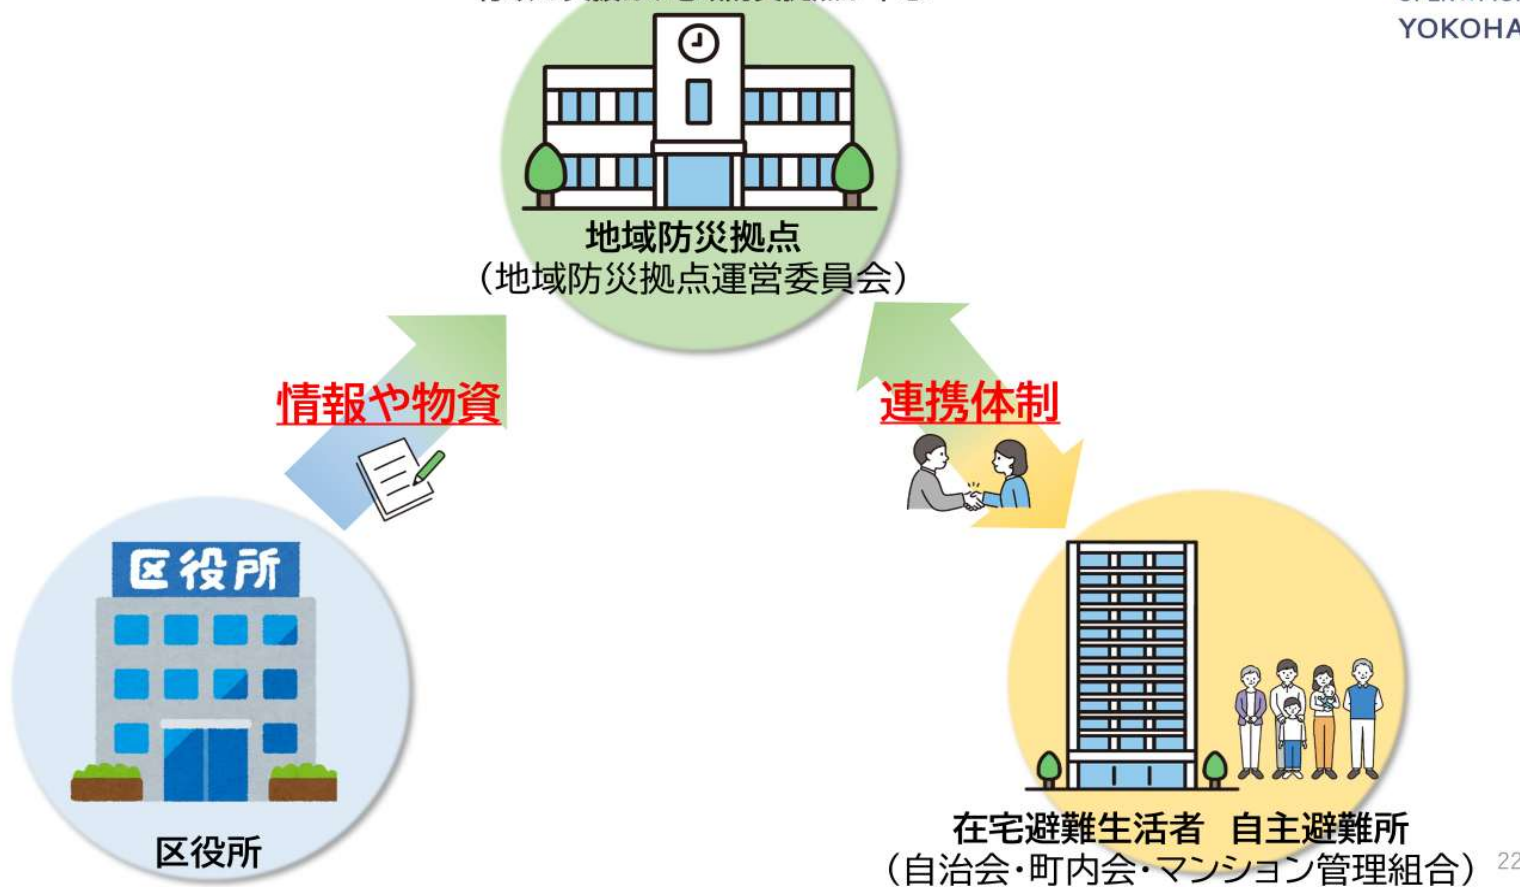 YOKOHA
地域防災拠点
（地域防災拠点運営委員会）
情報や物資
連携体制
区役所
区役所
在宅避難生活者 自主避難所
（自治会・町内会・マンション管理組合）
22